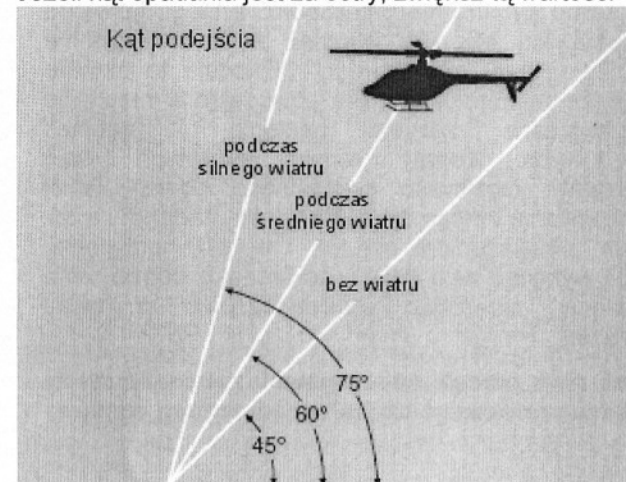 Kąt podejścia
podczas
silnego wiatru
podczas
średniego wiatru
bez wiatru
75°
60°
45°